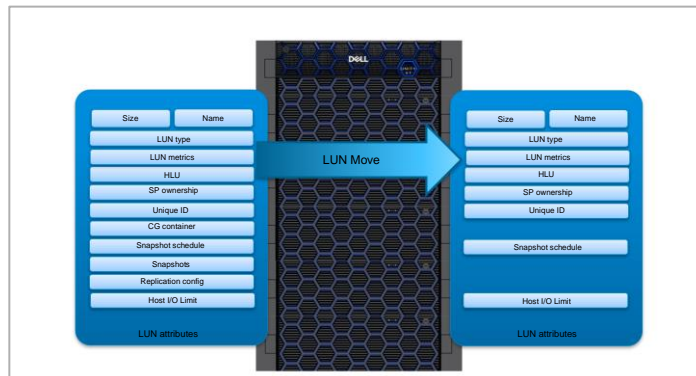 DELL
Size Name
LUN type
LUN metrics
HLU
SP ownership
Unique ID
CG container
Snapshot schedule
Snapshots
Replication config
Host I/O Limit
LUN attributes
LUN Move
Size Name
LUN type
LUN metrics
HLU
SP ownership
Unique ID
Snapshot schedule
Host I/O Limit
LUN attributes